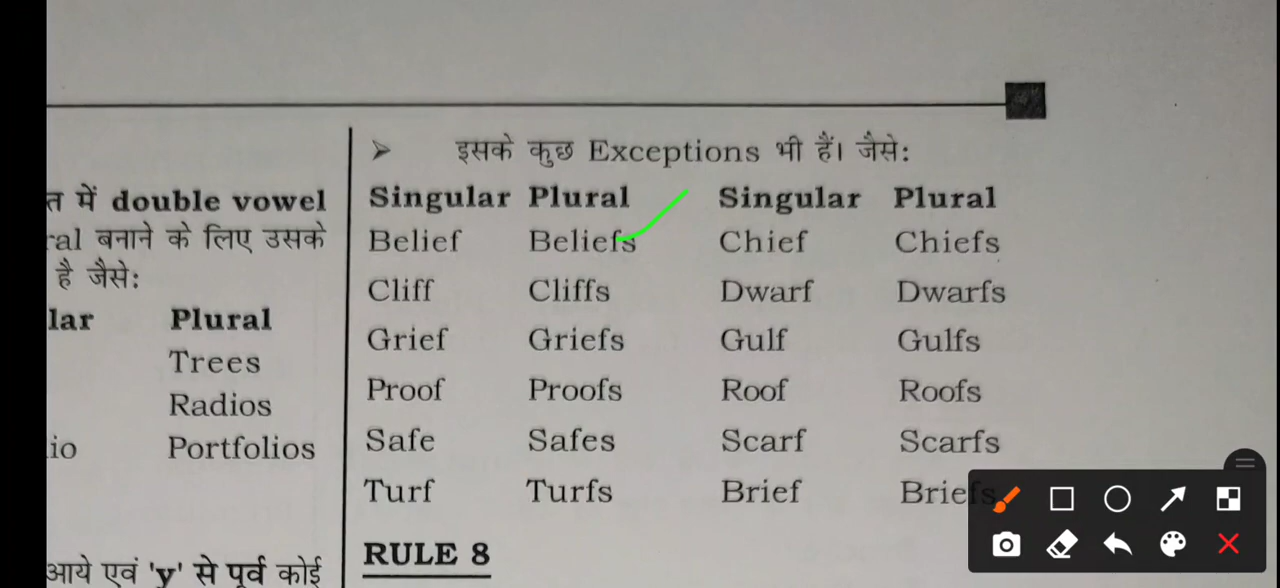 त में double vowel
ral बनाने के लिए उसके
है जैसे:
lar Plural
Trees
Radios
io Portfolios
आये एवं 'y' से पूर्व कोई
➤ इसके कुछ Exceptions भी हैं। जैसे:
Singular Plural Singular Plural
Belief Beliefs Chief Chiefs
Cliff Cliffs Dwarf Dwarfs
Grief Griefs Gulf Gulfs
Proof Proofs Roof Roofs
Safe Safes Scarf Scarfs
Turf Turfs Brief Briefs
RULE 8